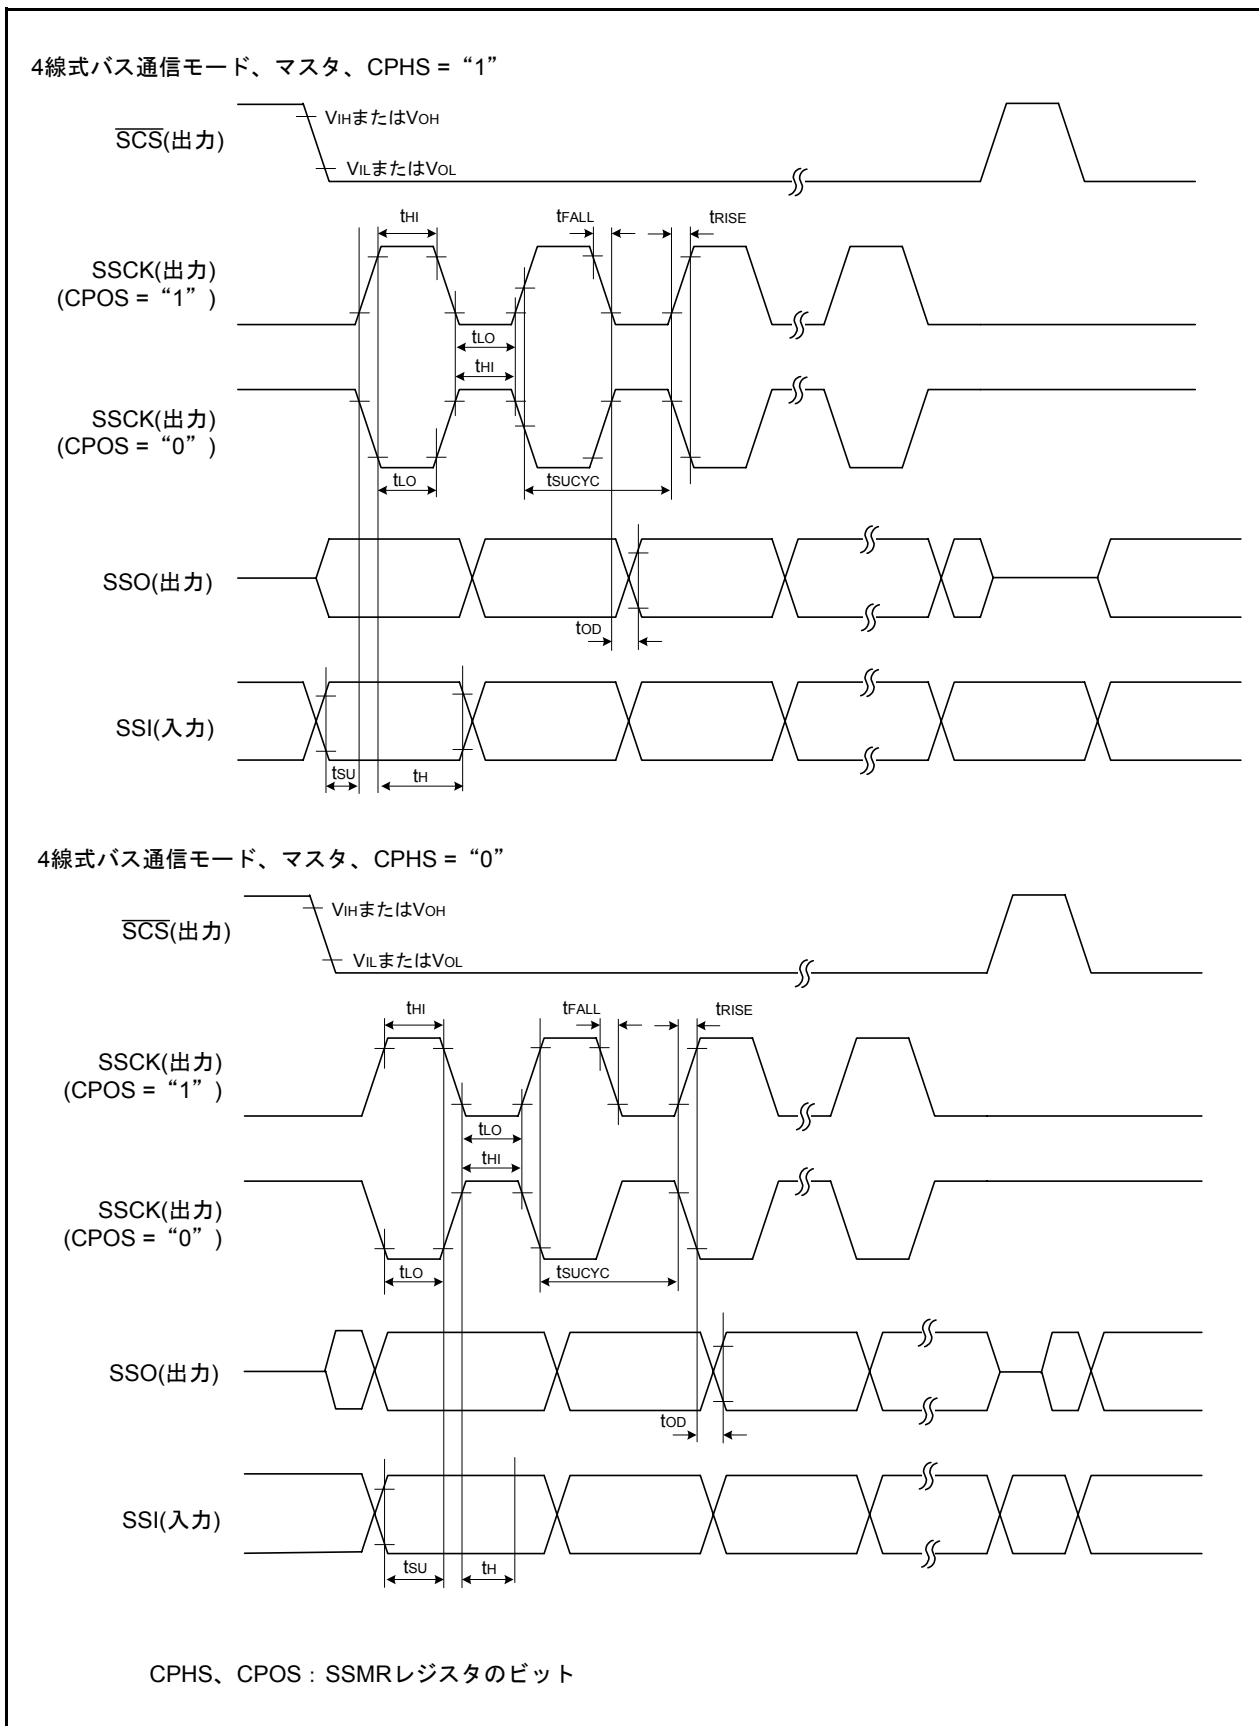 4線式バス通信モード、マスタ、CPHS = “1”
VIHまたはVOH
SCS(出力)
VILまたはVOL
tHI
tFALL
tRISE
SSCK(出力)
(CPOS = “1” )
tLO
tHI
SSCK(出力)
(CPOS = “0” )
tLO
tSUCYC
SSO(出力)
tOD
SSI(入力)
tSU
tH
4線式バス通信モード、マスタ、CPHS = “0”
VIHまたはVOH
SCS(出力)
VILまたはVOL
tHI
tFALL
tRISE
SSCK(出力)
(CPOS = “1” )
tLO
tHI
SSCK(出力)
(CPOS = “0” )
tLO
tSUCYC
SSO(出力)
tOD
SSI(入力)
tSU
tH
CPHS、CPOS : SSMRレジスタのビット